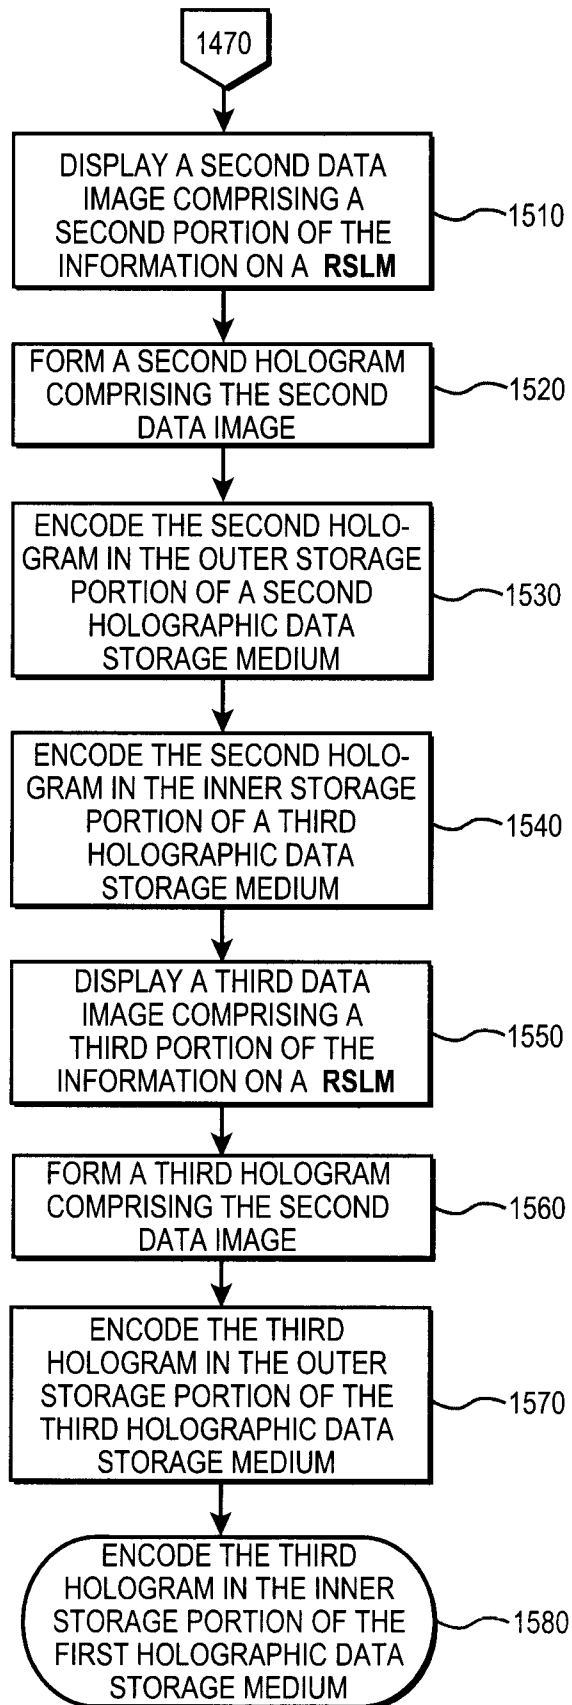 1470
DISPLAY A SECOND DATA
IMAGE COMPRISING A
SECOND PORTION OF THE
INFORMATION ON A RSLM
1510
FORM A SECOND HOLOGRAM
COMPRISING THE SECOND
DATA IMAGE
1520
ENCODE THE SECOND HOLO-
GRAM IN THE OUTER STORAGE
PORTION OF A SECOND
HOLOGRAPHIC DATA
STORAGE MEDIUM
1530
ENCODE THE SECOND HOLO-
GRAM IN THE INNER STORAGE
PORTION OF A THIRD
HOLOGRAPHIC DATA
STORAGE MEDIUM
1540
DISPLAY A THIRD DATA
IMAGE COMPRISING A
THIRD PORTION OF THE
INFORMATION ON A RSLM
1550
FORM A THIRD HOLOGRAM
COMPRISING THE SECOND
DATA IMAGE
1560
ENCODE THE THIRD
HOLOGRAM IN THE OUTER
STORAGE PORTION OF THE
THIRD HOLOGRAPHIC DATA
STORAGE MEDIUM
1570
ENCODE THE THIRD
HOLOGRAM IN THE INNER
STORAGE PORTION OF THE
FIRST HOLOGRAPHIC DATA
STORAGE MEDIUM
1580